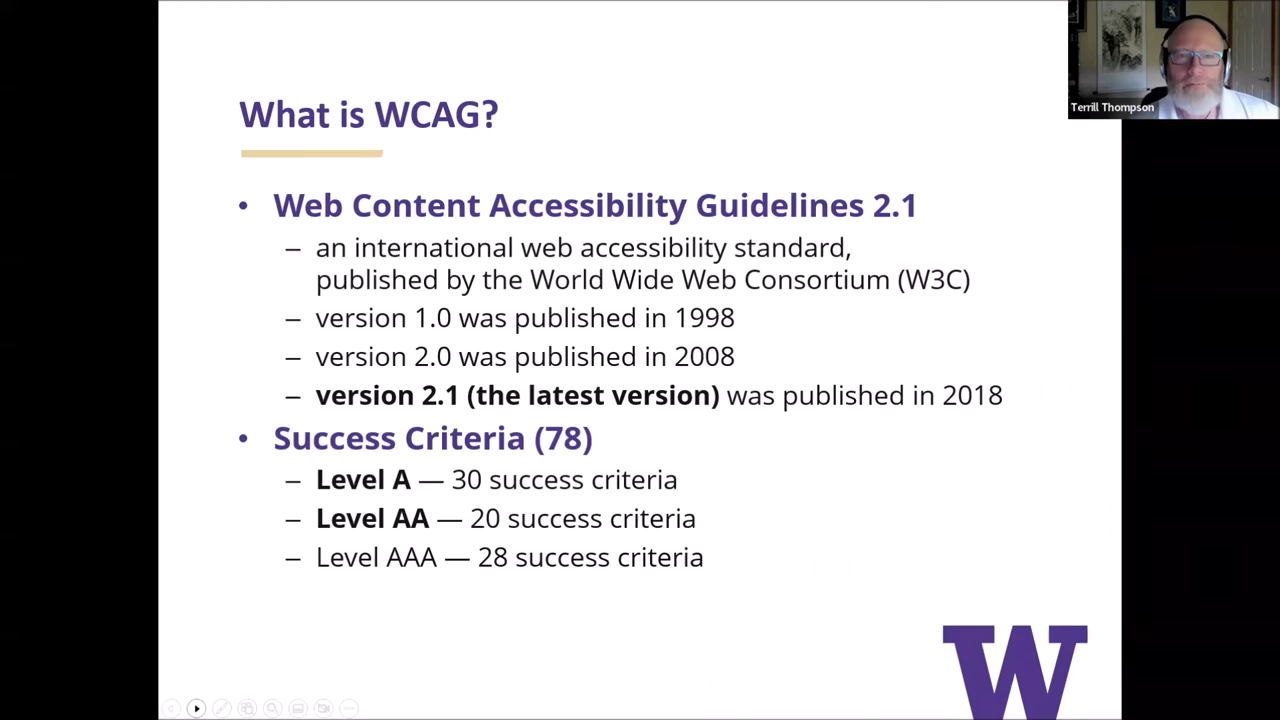 What is WCAG?
Terrill Thompson
• Web Content Accessibility Guidelines 2.1
– an international web accessibility standard,
published by the World Wide Web Consortium (W3C)
– version 1.0 was published in 1998
– version 2.0 was published in 2008
– version 2.1 (the latest version) was published in 2018
• Success Criteria (78)
– Level A — 30 success criteria
– Level AA — 20 success criteria
– Level AAA — 28 success criteria
W